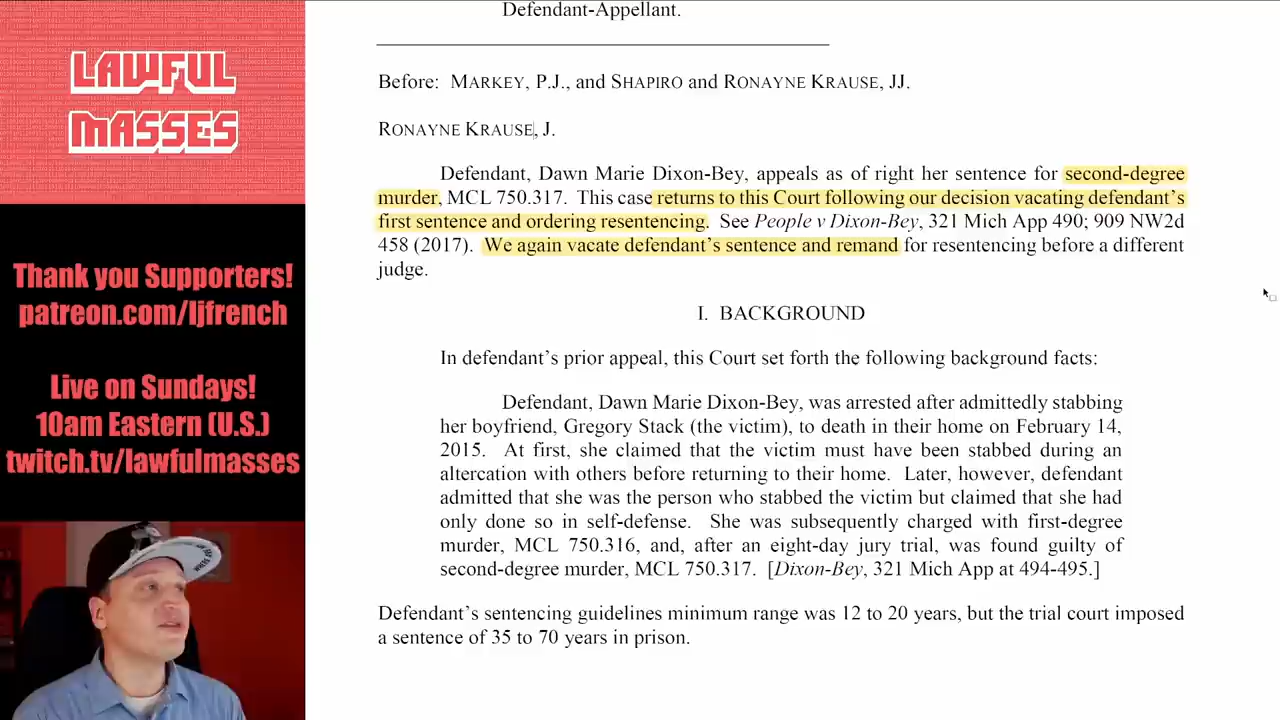 LAWFUL
MASSES
Thank you Supporters!
patreon.com/ljfrench
Live on Sundays!
10am Eastern (U.S.)
twitch.tv/lawfulmasses
Defendant-Appellant.
Before: MARKEY, P.J., and SHAPIRO and RONAYNE KRAUSE, JJ.
RONAYNE KRAUSE, J.
Defendant, Dawn Marie Dixon-Bey, appeals as of right her sentence for second-degree
murder, MCL 750.317. This case returns to this Court following our decision vacating defendant's
first sentence and ordering resentencing. See People v Dixon-Bey, 321 Mich App 490; 909 NW2d
458 (2017). We again vacate defendant's sentence and remand for resentencing before a different
judge.
I. BACKGROUND
In defendant's prior appeal, this Court set forth the following background facts:
Defendant, Dawn Marie Dixon-Bey, was arrested after admittedly stabbing
her boyfriend, Gregory Stack (the victim), to death in their home on February 14,
2015. At first, she claimed that the victim must have been stabbed during an
altercation with others before returning to their home. Later, however, defendant
admitted that she was the person who stabbed the victim but claimed that she had
only done so in self-defense. She was subsequently charged with first-degree
murder, MCL 750.316, and, after an eight-day jury trial, was found guilty of
second-degree murder, MCL 750.317. [Dixon-Bey, 321 Mich App at 494-495.]
Defendant's sentencing guidelines minimum range was 12 to 20 years, but the trial court imposed
a sentence of 35 to 70 years in prison.